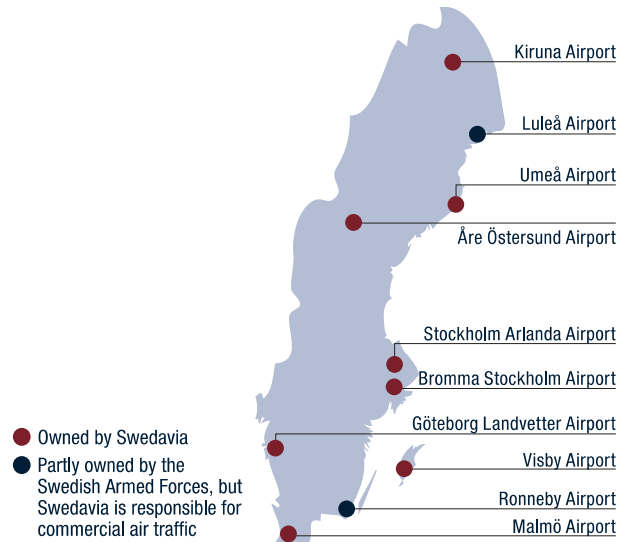 Kiruna Airport
Luleå Airport
Umeå Airport
Åre Östersund Airport
Stockholm Arlanda Airport
Bromma Stockholm Airport
Göteborg Landvetter Airport
Visby Airport
Ronneby Airport
Malmö Airport
Owned by Swedavia
Partly owned by the
Swedish Armed Forces, but
Swedavia is responsible for
commercial air traffic